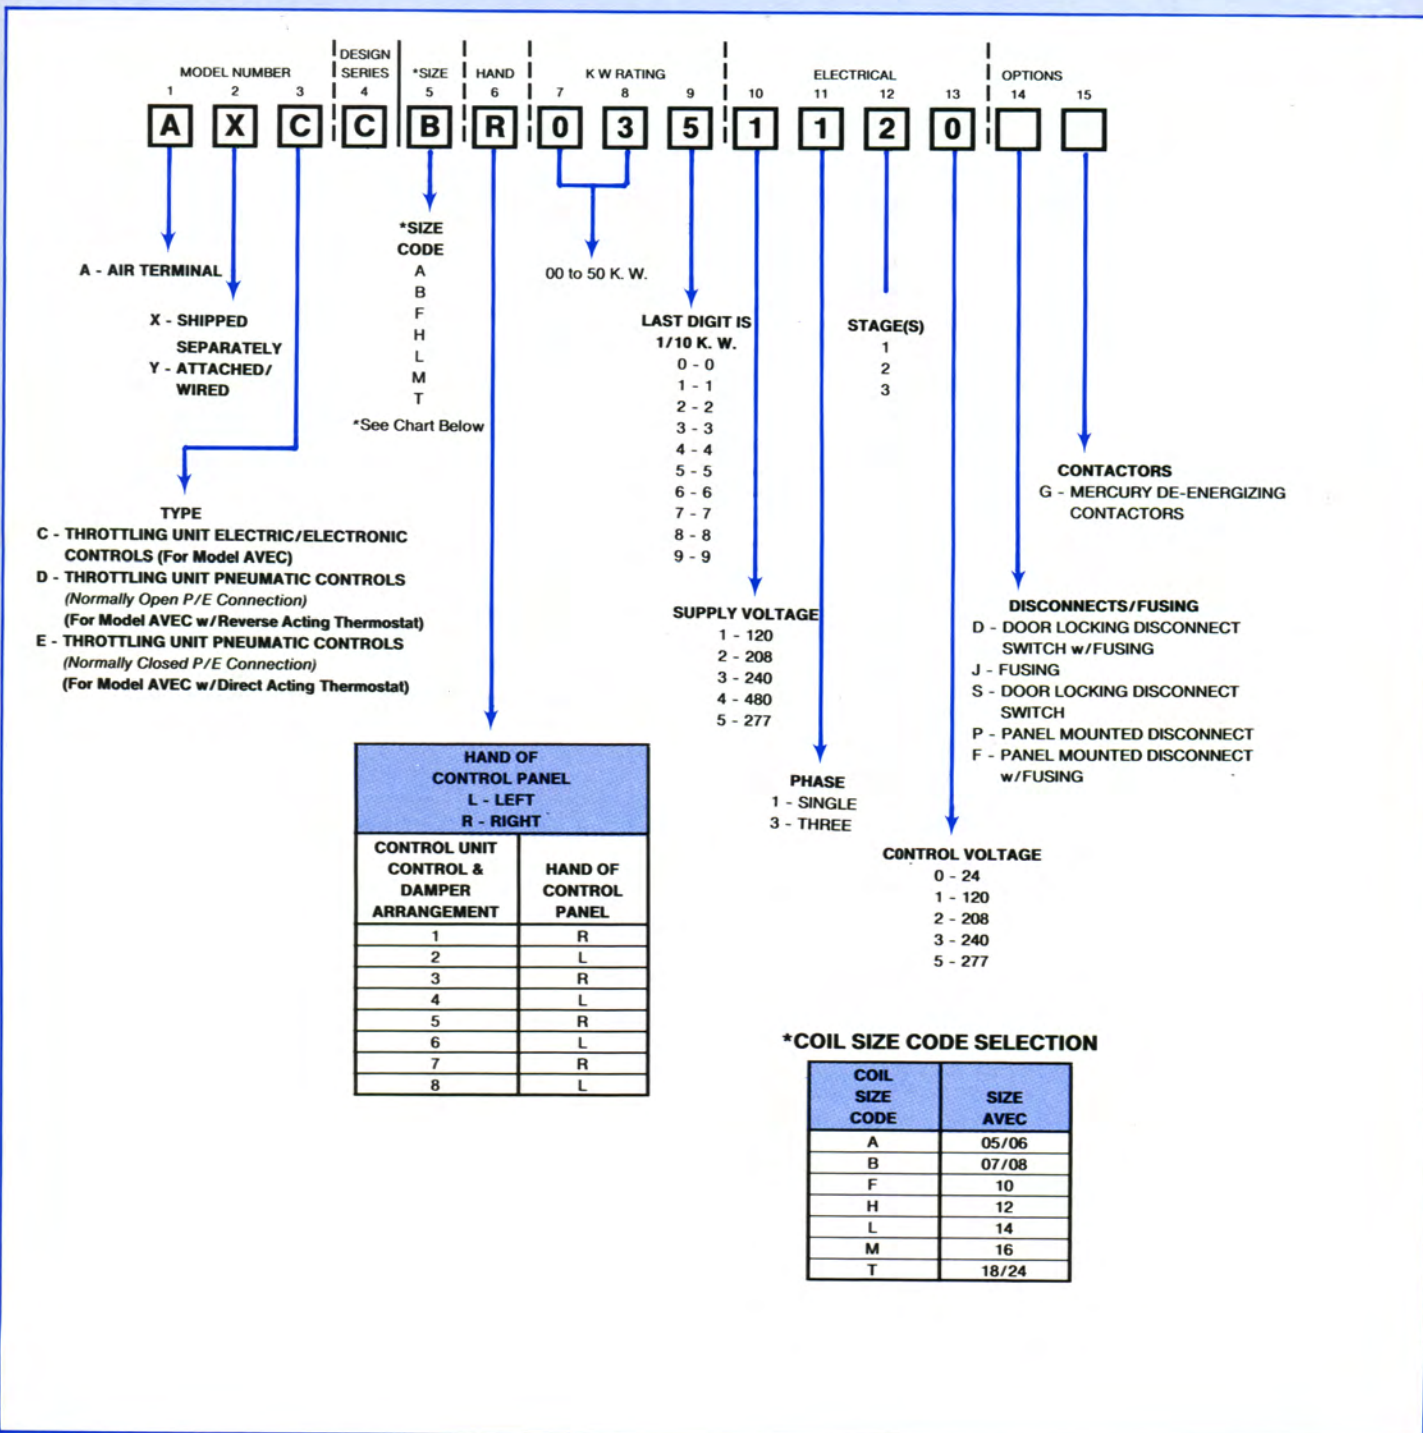 MODEL NUMBER
DESIGN
SERIES
*SIZE
HAND
K W RATING
ELECTRICAL
OPTIONS
1 2 3 4 5 6 7 8 9 10 11 12 13 14 15
A X C C B R 0 3 5 1 1 2 0
A - AIR TERMINAL
X - SHIPPED
SEPARATELY
Y - ATTACHED/
WIRED
TYPE
C - THROTTLING UNIT ELECTRIC/ELECTRONIC
CONTROLS (For Model AVEC)
D - THROTTLING UNIT PNEUMATIC CONTROLS
(Normally Open P/E Connection)
(For Model AVEC w/Reverse Acting Thermostat)
E - THROTTLING UNIT PNEUMATIC CONTROLS
(Normally Closed P/E Connection)
(For Model AVEC w/Direct Acting Thermostat)
*SIZE
CODE
A
B
F
H
L
M
T
*See Chart Below
HAND OF
CONTROL PANEL
L - LEFT
R - RIGHT
CONTROL UNIT
CONTROL &
DAMPER
ARRANGEMENT
HAND OF
CONTROL
PANEL
1 R
2 L
3 R
4 L
5 R
6 L
7 R
8 L
00 to 50 K. W.
LAST DIGIT IS
1/10 K. W.
0 - 0
1 - 1
2 - 2
3 - 3
4 - 4
5 - 5
6 - 6
7 - 7
8 - 8
9 - 9
SUPPLY VOLTAGE
1 - 120
2 - 208
3 - 240
4 - 480
5 - 277
PHASE
1 - SINGLE
3 - THREE
STAGE(S)
1
2
3
CONTROL VOLTAGE
0 - 24
1 - 120
2 - 208
3 - 240
5 - 277
DISCONNECTS/FUSING
D - DOOR LOCKING DISCONNECT
SWITCH w/FUSING
J - FUSING
S - DOOR LOCKING DISCONNECT
SWITCH
P - PANEL MOUNTED DISCONNECT
F - PANEL MOUNTED DISCONNECT
w/FUSING
CONTACTORS
G - MERCURY DE-ENERGIZING
CONTACTORS
*COIL SIZE CODE SELECTION
COIL
SIZE
CODE
SIZE
AVEC
A 05/06
B 07/08
F 10
H 12
L 14
M 16
T 18/24